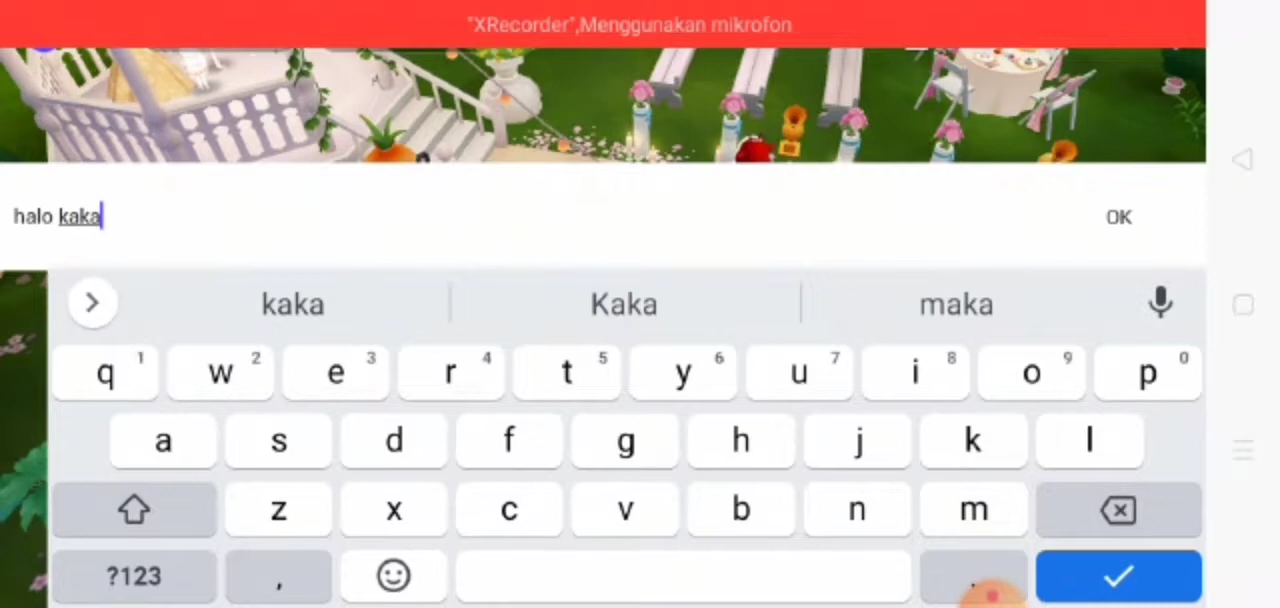 "XRecorder",Menggunakan mikrofon
halo kaka
OK
kaka Kaka maka
q 1 w 2 e 3 r 4 t 5 y 6 u 7 i 8 o 9 p 0
a s d f g h j k l
z x c v b n m
?123 , .